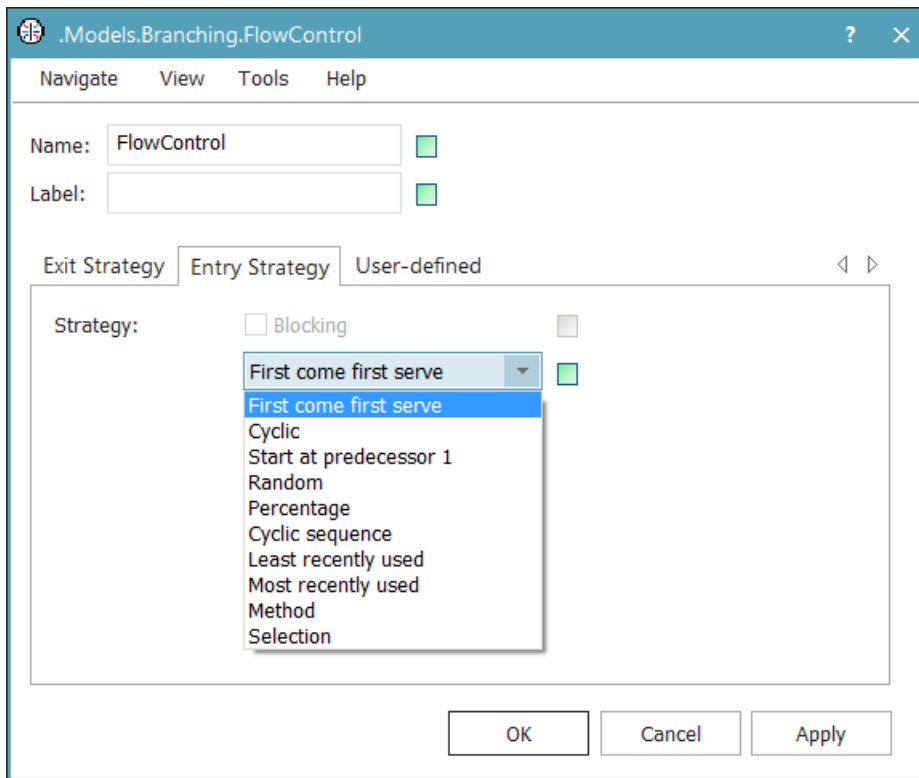 .Models.Branching.FlowControl ?
Navigate View Tools Help
Name: FlowControl
Label:
Exit Strategy Entry Strategy User-defined
Strategy: Blocking
First come first serve
First come first serve
Cyclic
Start at predecessor 1
Random
Percentage
Cyclic sequence
Least recently used
Most recently used
Method
Selection
OK Cancel Apply